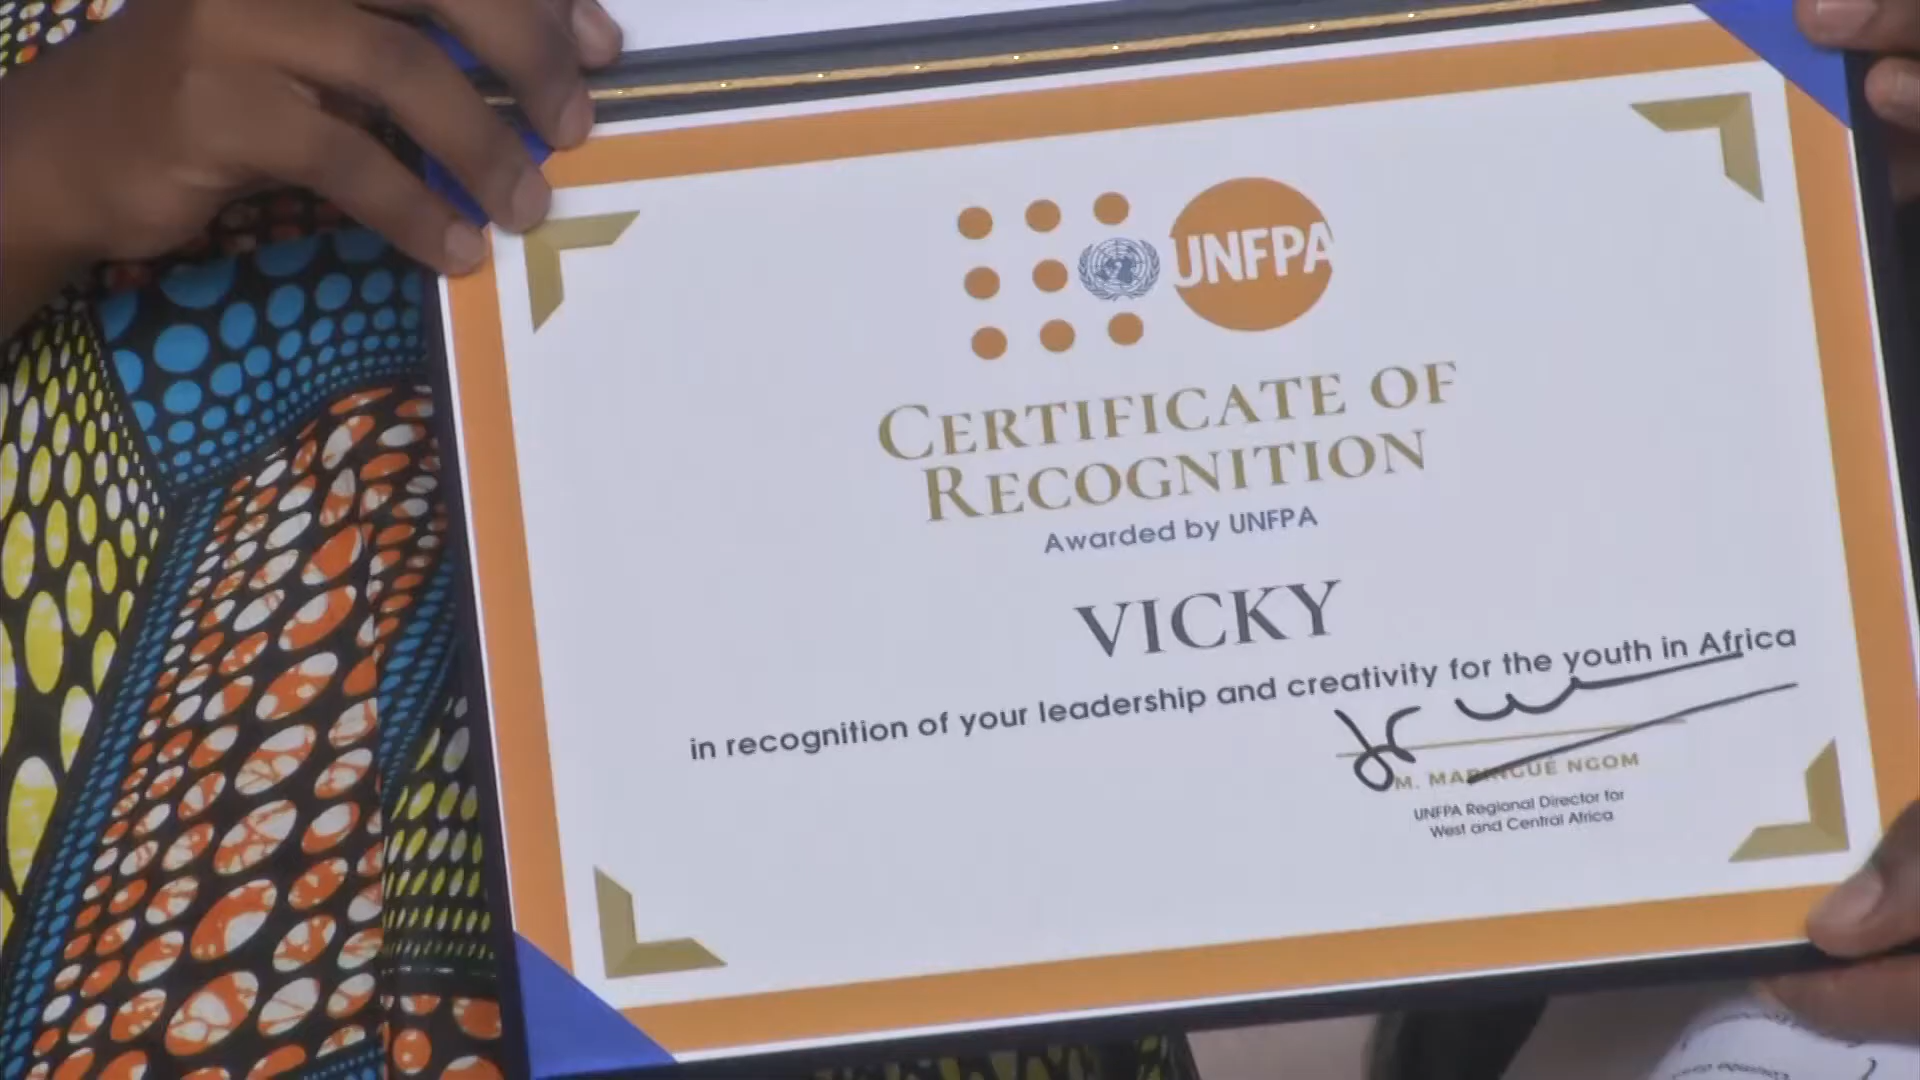 UNFPA
CERTIFICATE OF
RECOGNITION
Awarded by UNFPA
VICKY
in recognition of your leadership and creativity for the youth in Africa
M. MABINGUE NGOM
UNFPA Regional Director for
West and Central Africa